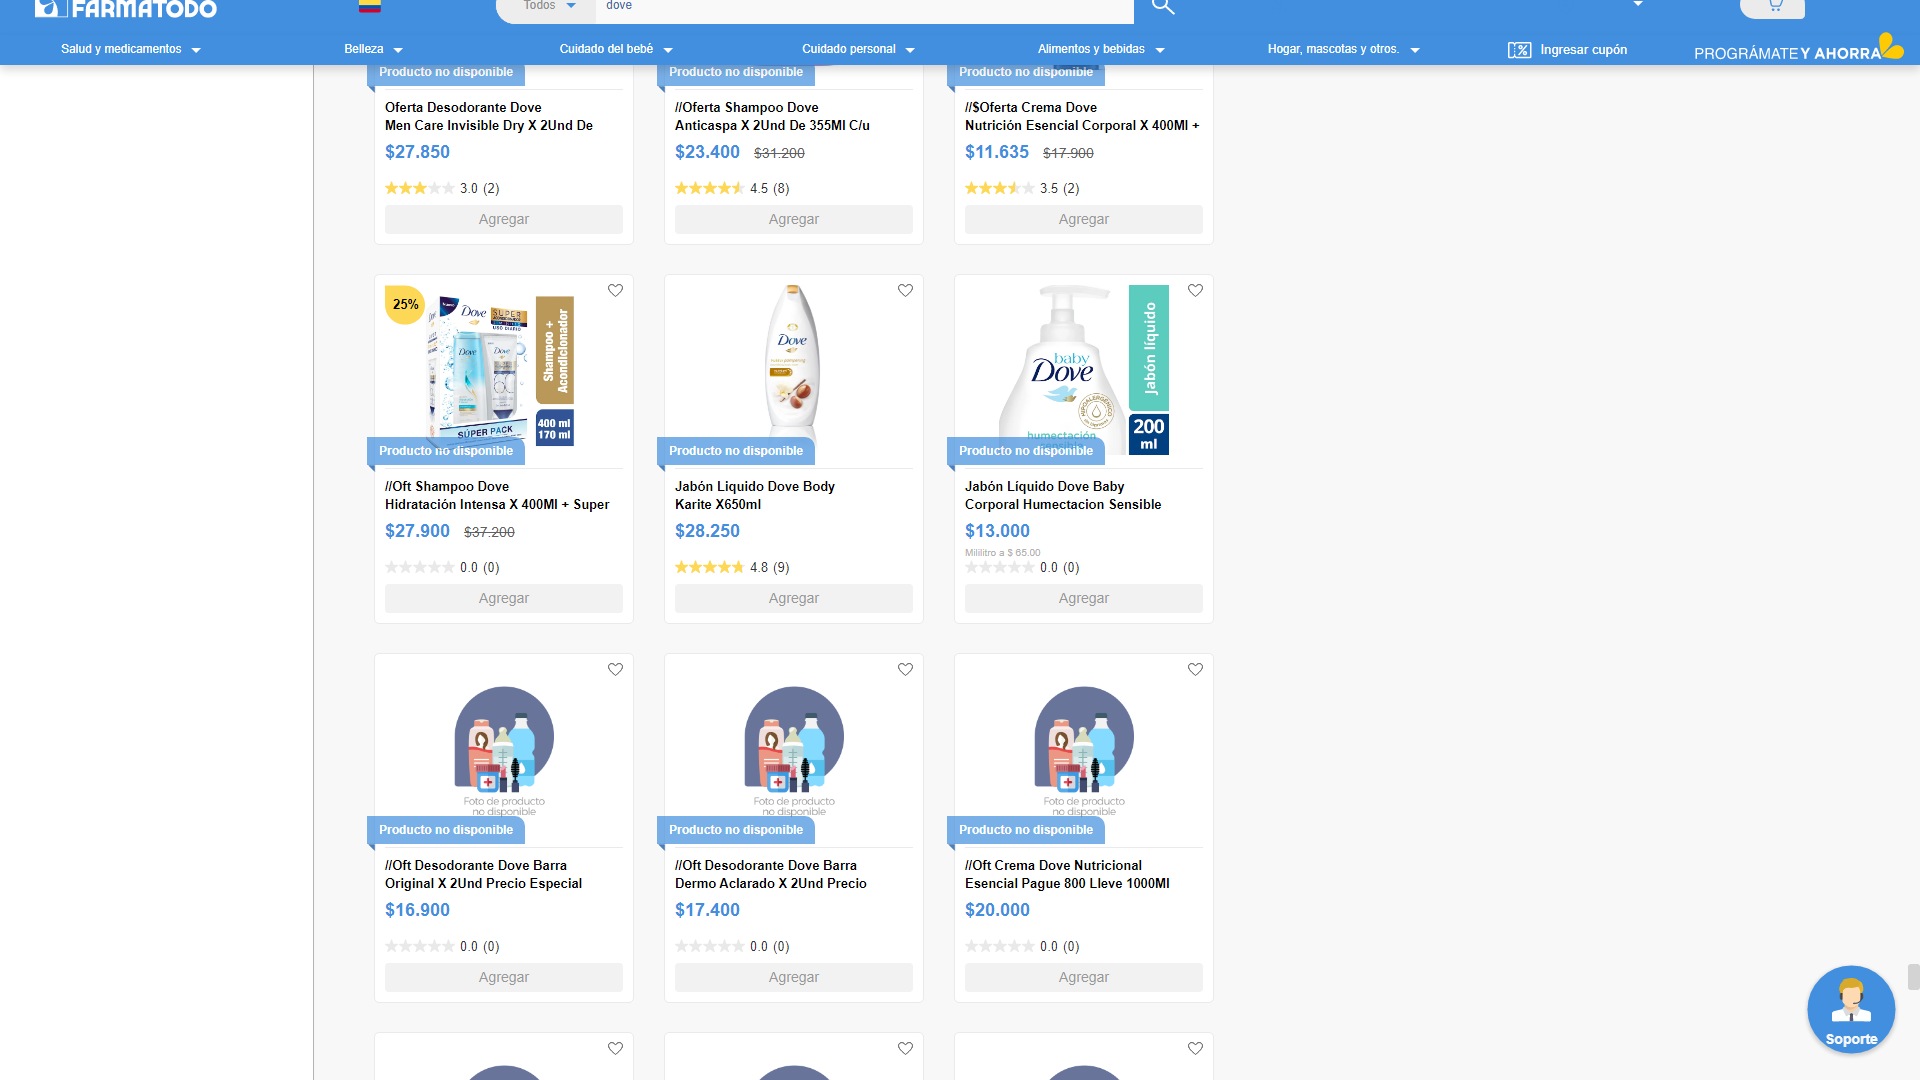 FARMATODO
Todos
dove
Salud y medicamentos
Belleza
Cuidado del bebé
Cuidado personal
Alimentos y bebidas
Hogar, mascotas y otros.
Ingresar cupón
PROGRÁMATE Y AHORRA
Producto no disponible
Oferta Desodorante Dove
Men Care Invisible Dry X 2Und De
$27.850
3.0 (2)
Agregar
Producto no disponible
//Oferta Shampoo Dove
Anticaspa X 2Und De 355Ml C/u
$23.400 $31.200
4.5 (8)
Agregar
Producto no disponible
//$Oferta Crema Dove
Nutrición Esencial Corporal X 400Ml +
$11.635 $17.900
3.5 (2)
Agregar
25%
Dove
SUPER
USO DIARIO
Dove
Dove
SÚPER PACK
Shampoo +
Acondicionador
400 ml
170 ml
Producto no disponible
//Oft Shampoo Dove
Hidratación Intensa X 400Ml + Super
$27.900 $37.200
0.0 (0)
Agregar
Dove
Producto no disponible
Jabón Liquido Dove Body
Karite X650ml
$28.250
4.8 (9)
Agregar
baby
Dove
HIPOALERGÉNICO
humectación
Jabón líquido
200
ml
Producto no disponible
Jabón Líquido Dove Baby
Corporal Humectacion Sensible
$13.000
Mililitro a $ 65.00
0.0 (0)
Agregar
Foto de producto
no disponible
Producto no disponible
//Oft Desodorante Dove Barra
Original X 2Und Precio Especial
$16.900
0.0 (0)
Agregar
Foto de producto
no disponible
Producto no disponible
//Oft Desodorante Dove Barra
Dermo Aclarado X 2Und Precio
$17.400
0.0 (0)
Agregar
Foto de producto
no disponible
Producto no disponible
//Oft Crema Dove Nutricional
Esencial Pague 800 Lleve 1000Ml
$20.000
0.0 (0)
Agregar
Soporte